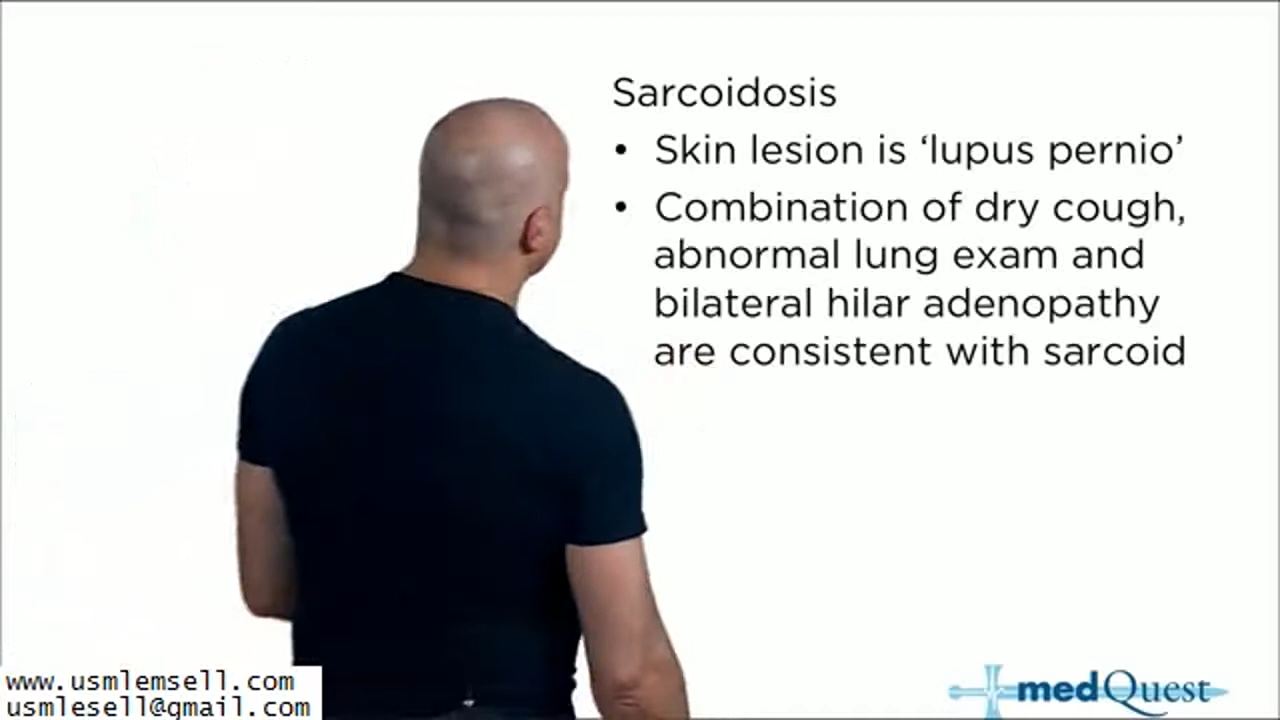 Sarcoidosis
• Skin lesion is ‘lupus pernio’
• Combination of dry cough,
abnormal lung exam and
bilateral hilar adenopathy
are consistent with sarcoid
www.usmlemsell.com
usmlesell@gmail.com
medQuest